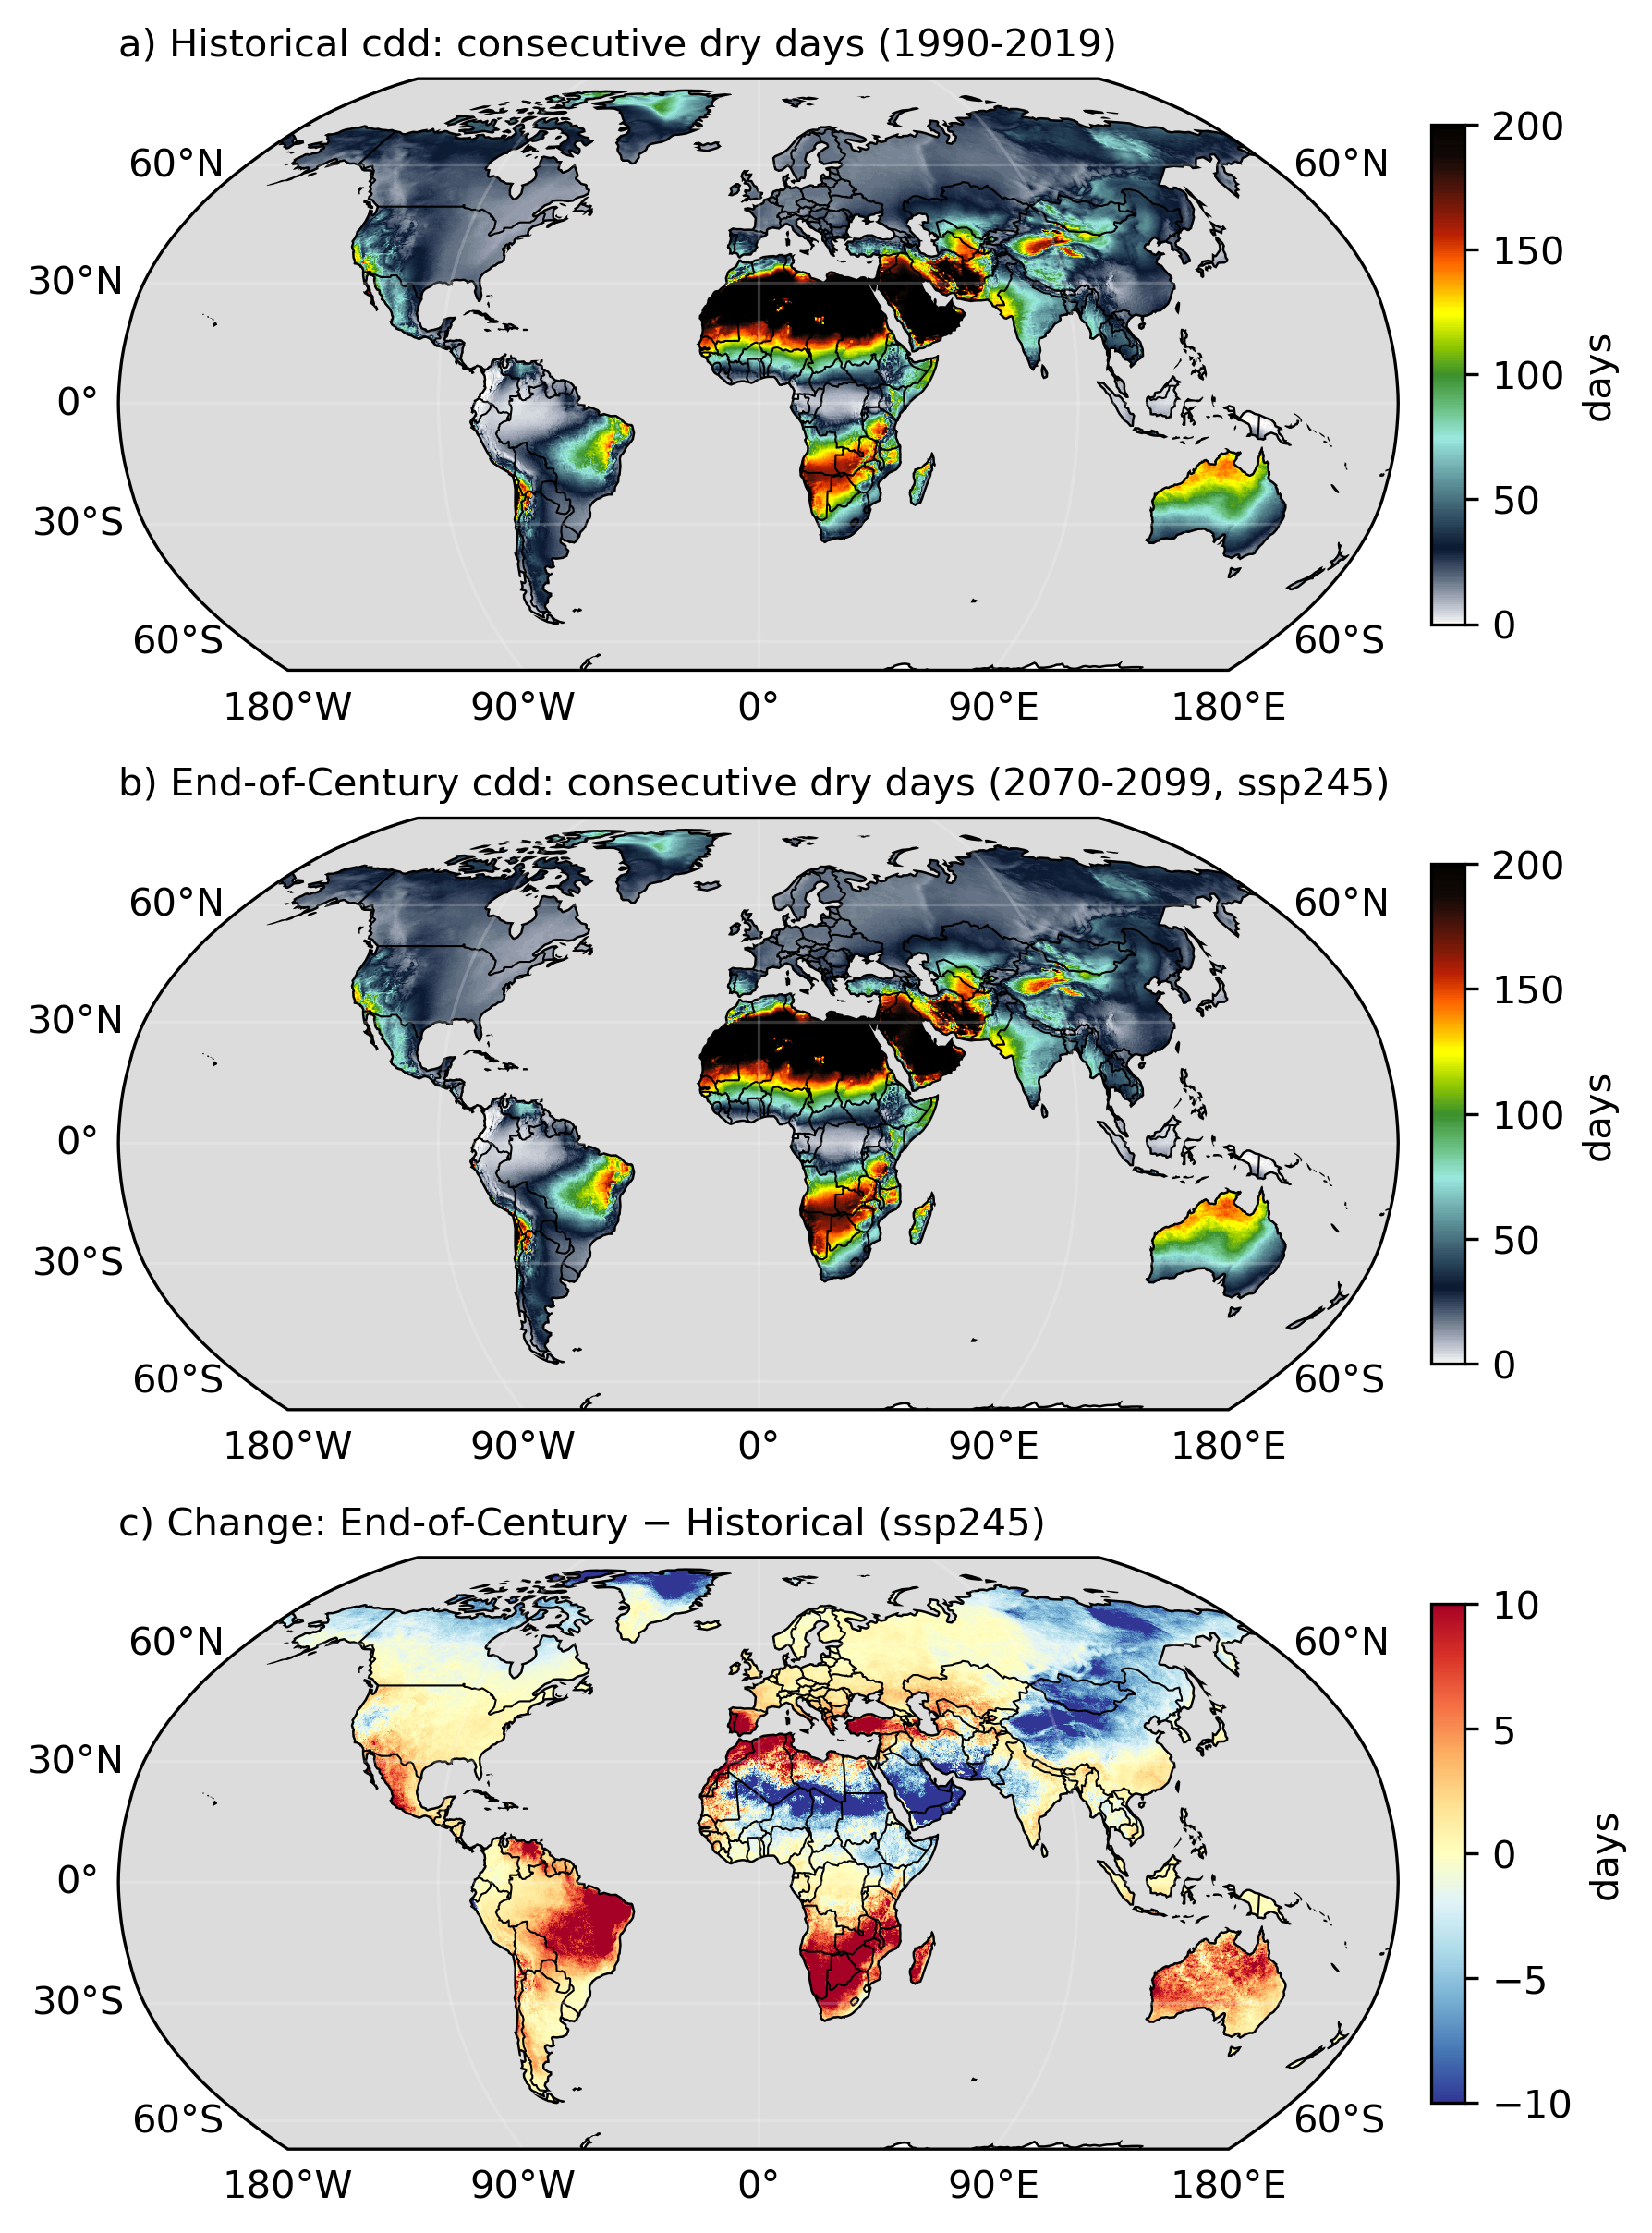 a) Historical cdd: consecutive dry days (1990-2019)
60°N
60°N
30°N
0°
30°S
60°S
60°S
180°W
90°W
0°
90°E
180°E
200
150
100
50
0
days
b) End-of-Century cdd: consecutive dry days (2070-2099, ssp245)
60°N
60°N
30°N
0°
30°S
60°S
60°S
180°W
90°W
0°
90°E
180°E
200
150
100
50
0
days
c) Change: End-of-Century − Historical (ssp245)
60°N
60°N
30°N
0°
30°S
60°S
60°S
180°W
90°W
0°
90°E
180°E
10
5
0
−5
−10
days